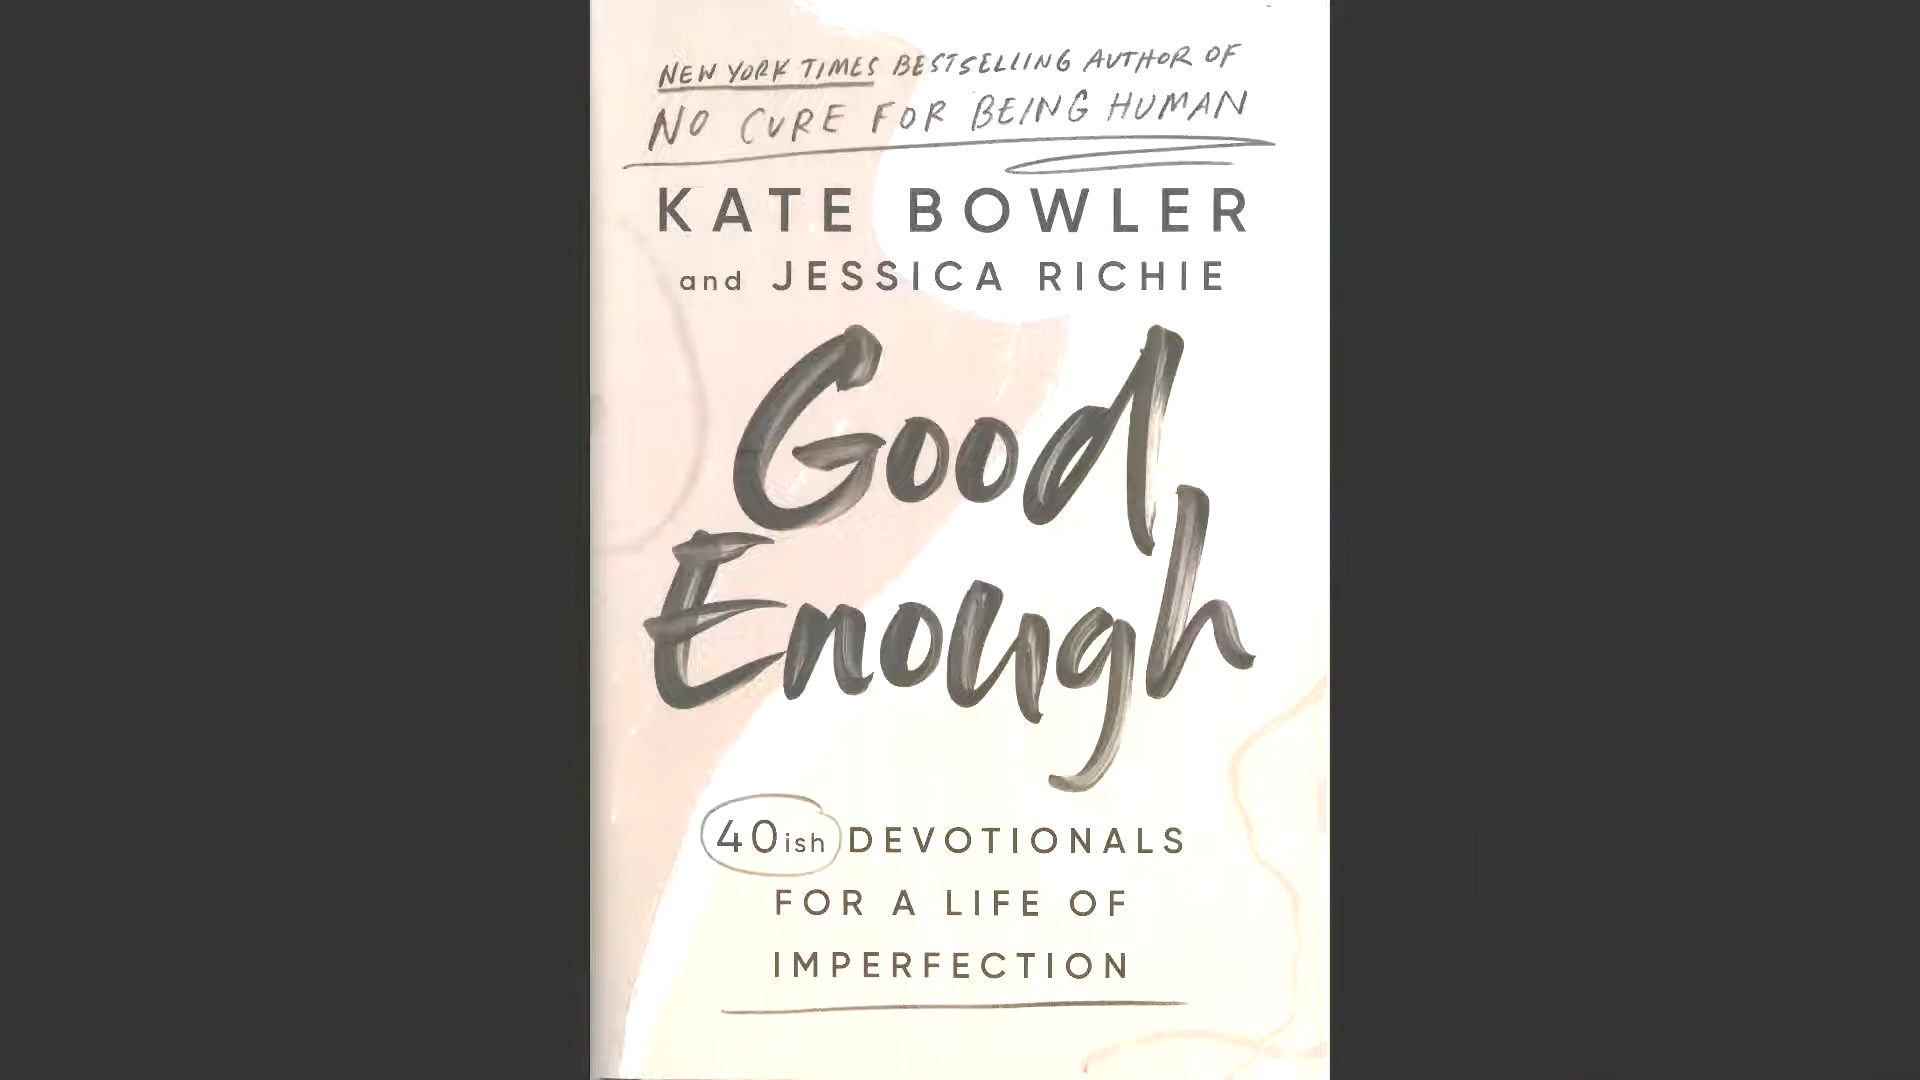 NEW YORK TIMES BESTSELLING AUTHOR OF
NO CURE FOR BEING HUMAN
KATE BOWLER
and JESSICA RICHIE
Good
Enough
40ish DEVOTIONALS
FOR A LIFE OF
IMPERFECTION